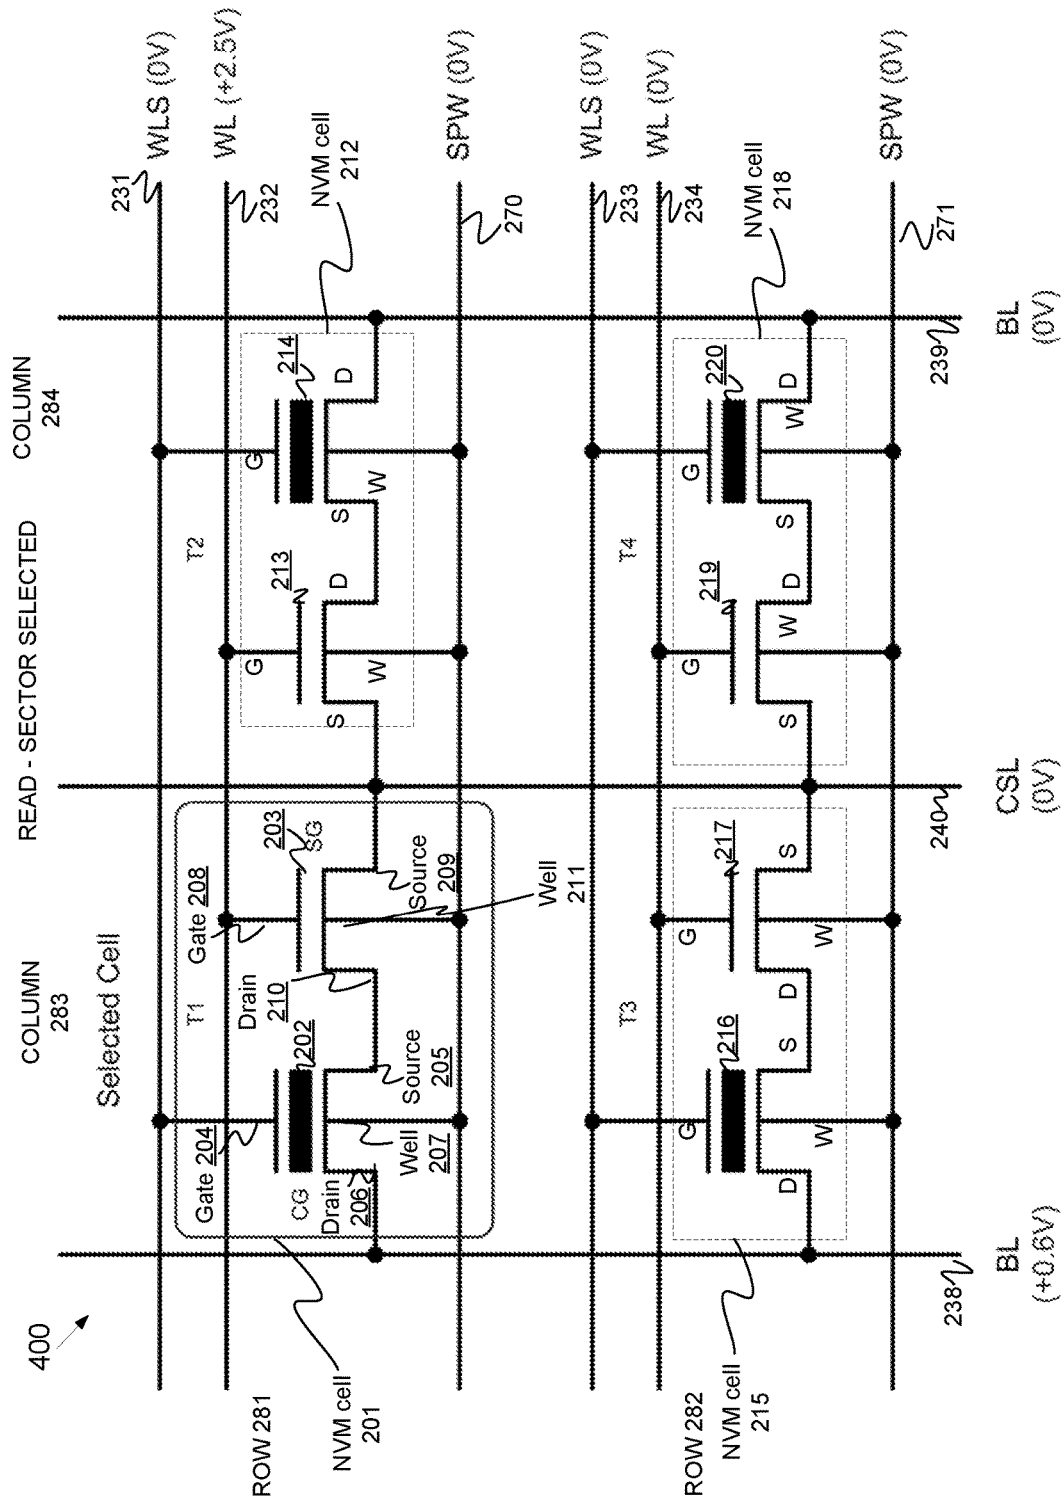 400
READ - SECTOR SELECTED
COLUMN
283
COLUMN
284
Selected Cell
231
WLS (0V)
ROW 281
T1
T2
232
WL (+2.5V)
Gate 204
Gate 208
G
G
CG
202
SG
203
213
214
Drain
206
Drain
210
Source
205
Source
209
Well
207
Well
211
S
D
W
S
D
W
NVM cell
201
NVM cell
212
270
SPW (0V)
233
WLS (0V)
ROW 282
T3
T4
234
WL (0V)
G
G
G
G
216
217
219
220
D
S
W
D
S
W
S
D
W
S
D
W
NVM cell
215
NVM cell
218
271
SPW (0V)
238
BL
(+0.6V)
240
CSL
(0V)
239
BL
(0V)